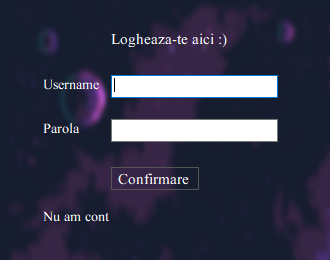 Logheaza-te aici :)
Username
Parola
Confirmare
Nu am cont